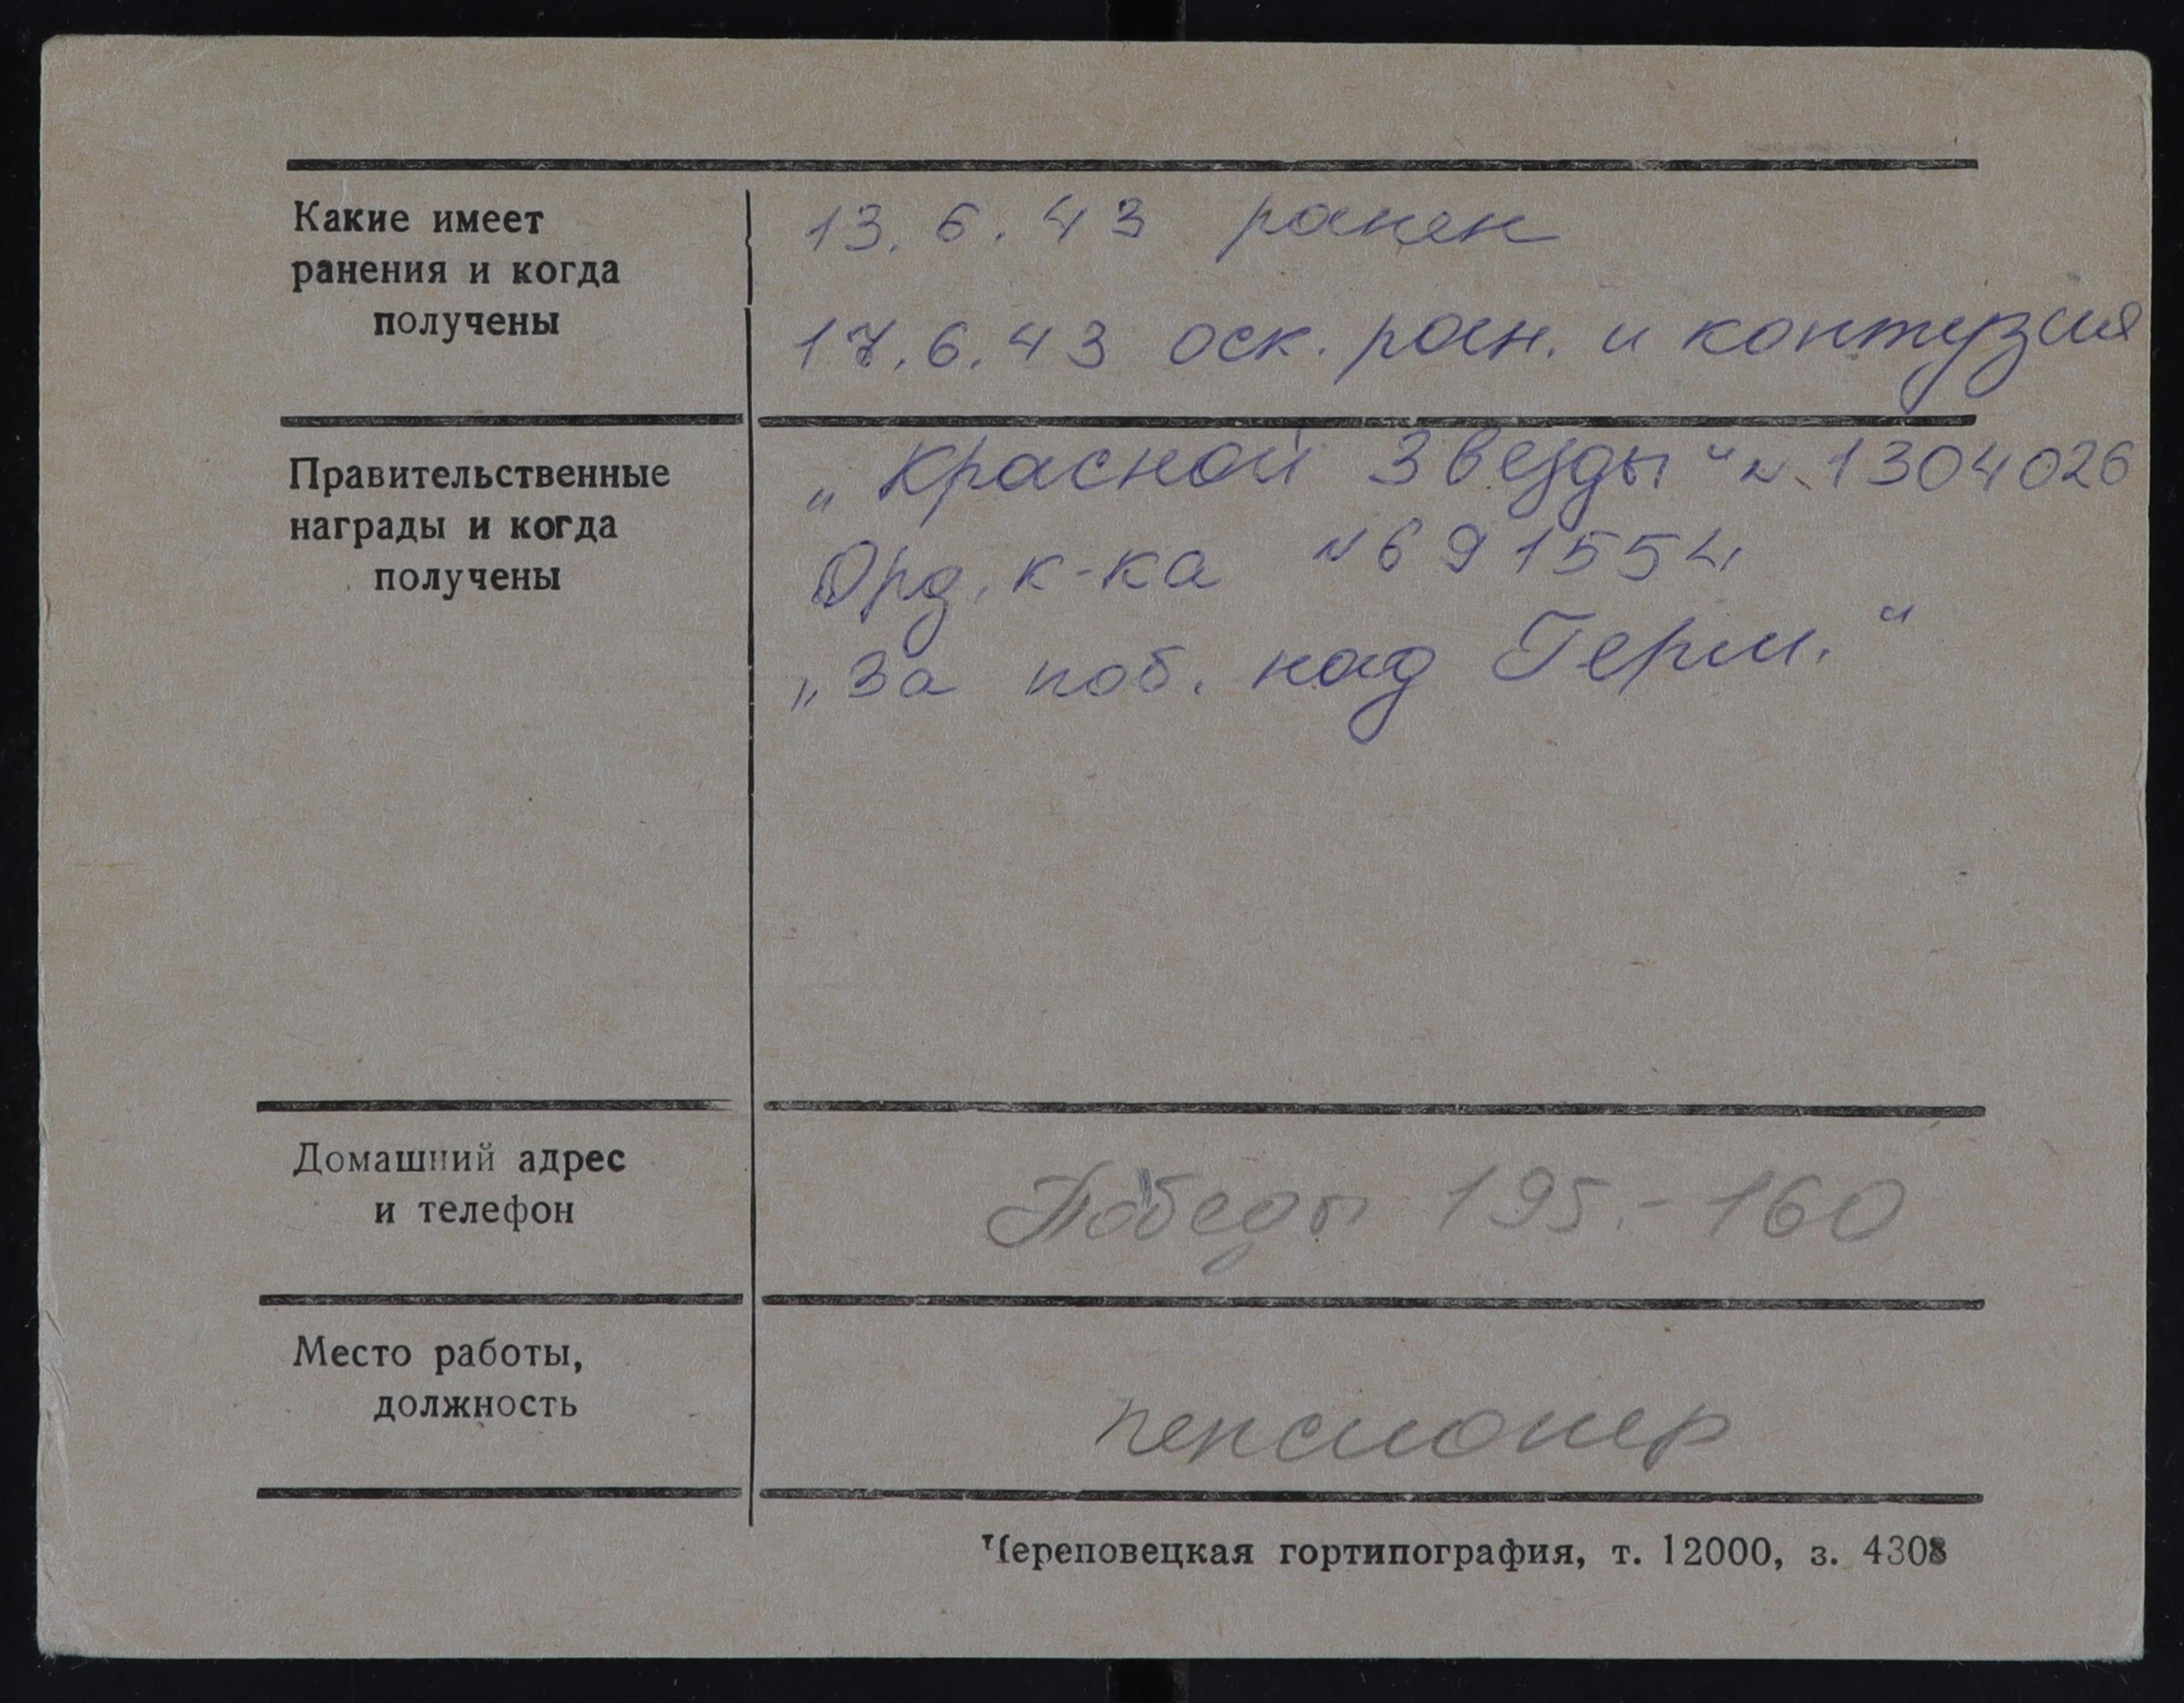 Какие имеет
ранения и когда
получены
13.6.43 ранен
17.6.43 оск. ран. и контузия
Правительственные
награды и когда
получены
„Красной Звезды" № 1304026
Орд. к-ка № 691554
„За поб. над Герм."
Домашний адрес
и телефон
Победы 195.-160
Место работы,
должность
пенсионер
Череповецкая гортипография, т. 12000, з. 4308